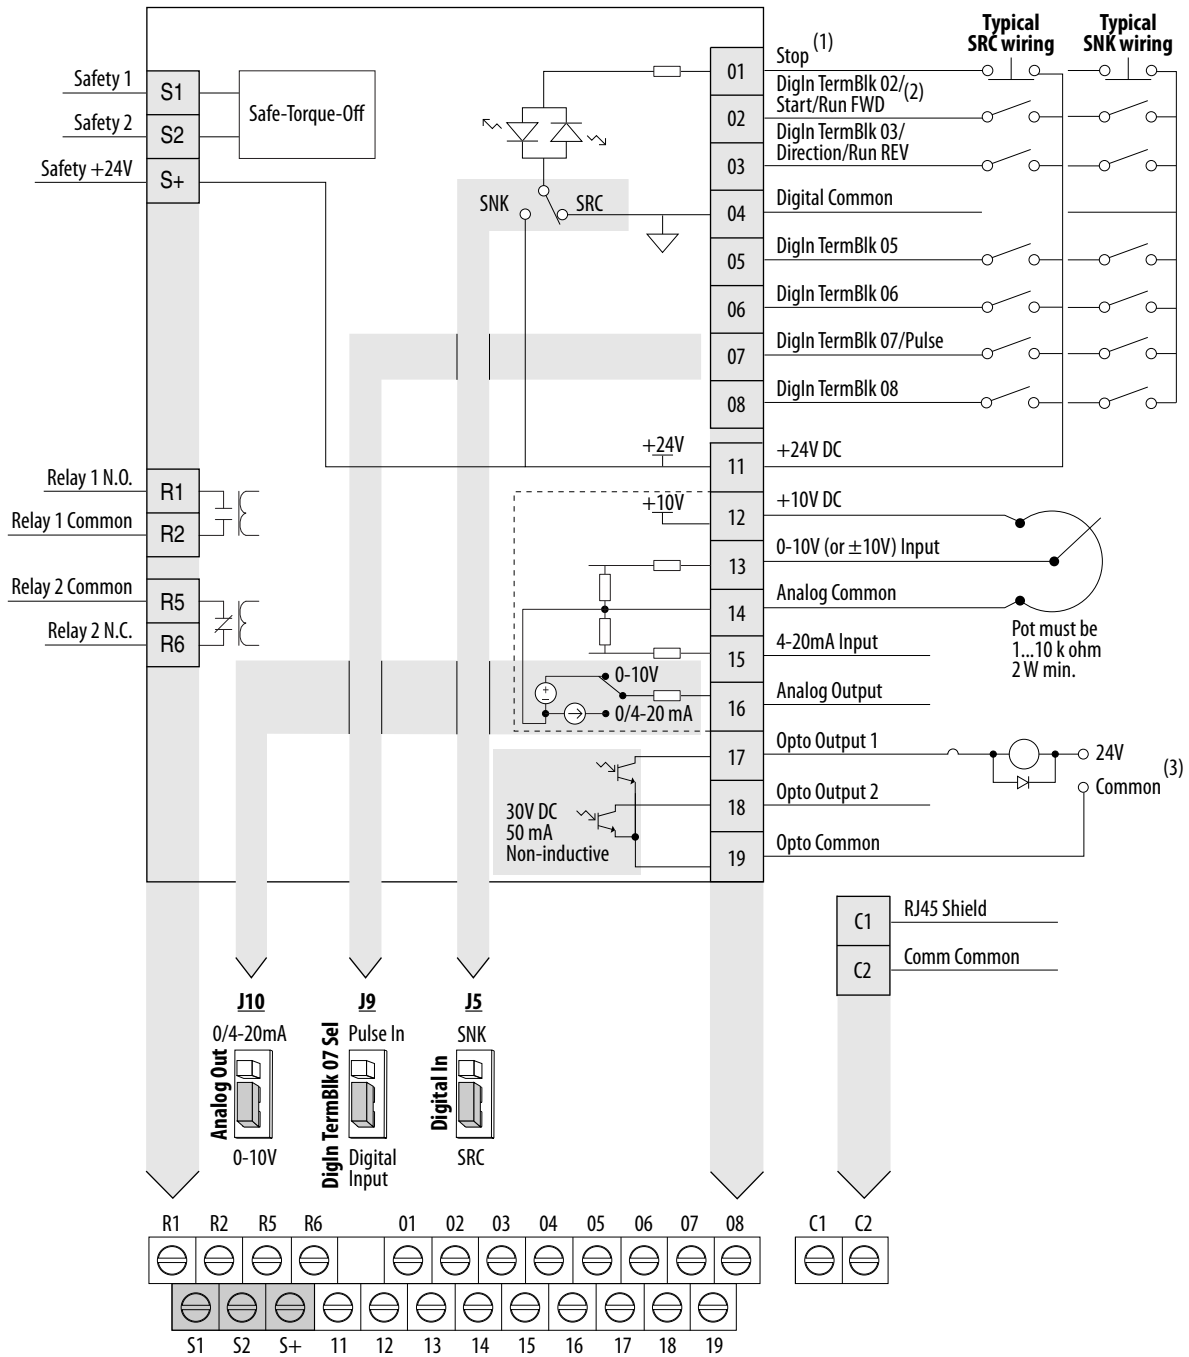 Typical
SRC wiring
Typical
SNK wiring
Safety 1
S1
Safety 2
S2
Safety +24V
S+
Safe-Torque-Off
SNK
SRC
01
Stop (1)
02
DigIn TermBlk 02/
Start/Run FWD (2)
03
DigIn TermBlk 03/
Direction/Run REV
04
Digital Common
05
DigIn TermBlk 05
06
DigIn TermBlk 06
07
DigIn TermBlk 07/Pulse
08
DigIn TermBlk 08
+24V
11
+24V DC
Relay 1 N.O.
R1
Relay 1 Common
R2
Relay 2 Common
R5
Relay 2 N.C.
R6
+10V
12
+10V DC
13
0-10V (or ±10V) Input
14
Analog Common
Pot must be
1...10 k ohm
2 W min.
15
4-20mA Input
0-10V
+
−
0/4-20 mA
16
Analog Output
17
Opto Output 1
24V
Common (3)
18
Opto Output 2
19
Opto Common
30V DC
50 mA
Non-inductive
C1
RJ45 Shield
C2
Comm Common
J10
0/4-20mA
Analog Out
0-10V
J9
Pulse In
DigIn TermBlk 07 Sel
Digital
Input
J5
SNK
Digital In
SRC
R1 R2 R5 R6 01 02 03 04 05 06 07 08 C1 C2
S1 S2 S+ 11 12 13 14 15 16 17 18 19